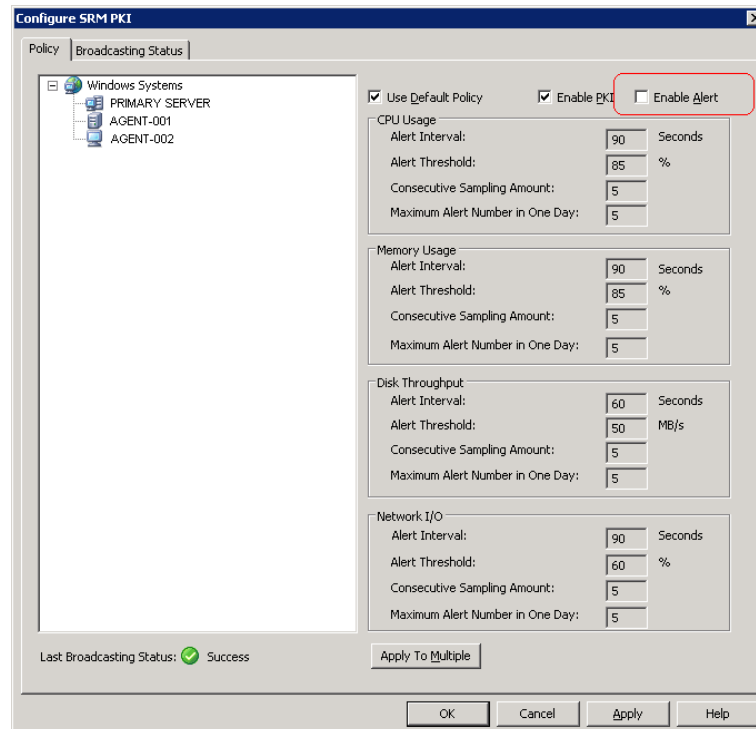 Configure SRM PKI
Policy Broadcasting Status
Windows Systems
PRIMARY SERVER
AGENT-001
AGENT-002
Use Default Policy Enable PKI Enable Alert
CPU Usage
Alert Interval: 90 Seconds
Alert Threshold: 85 %
Consecutive Sampling Amount: 5
Maximum Alert Number in One Day: 5
Memory Usage
Alert Interval: 90 Seconds
Alert Threshold: 85 %
Consecutive Sampling Amount: 5
Maximum Alert Number in One Day: 5
Disk Throughput
Alert Interval: 60 Seconds
Alert Threshold: 50 MB/s
Consecutive Sampling Amount: 5
Maximum Alert Number in One Day: 5
Network I/O
Alert Interval: 90 Seconds
Alert Threshold: 60 %
Consecutive Sampling Amount: 5
Maximum Alert Number in One Day: 5
Last Broadcasting Status: Success Apply To Multiple
OK Cancel Apply Help